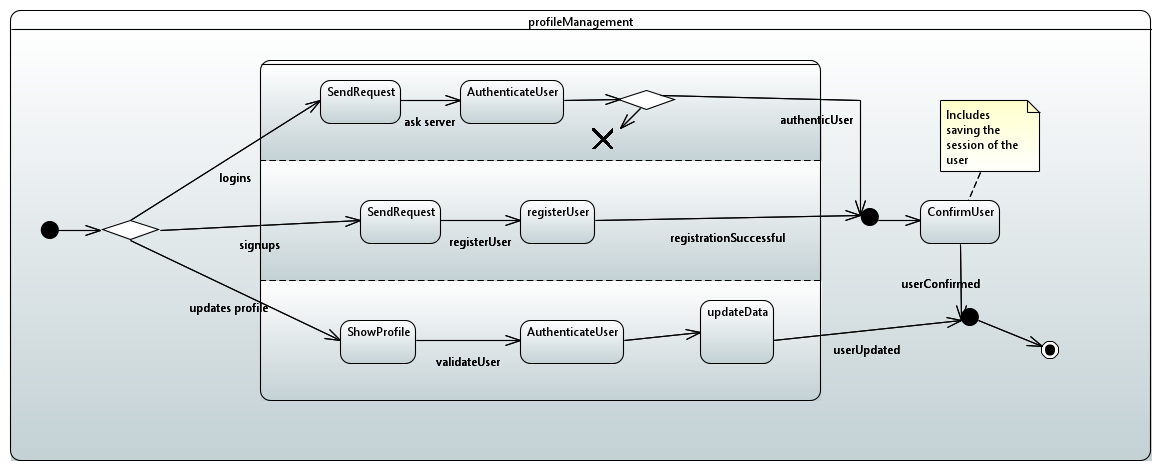 profileManagement
SendRequest
AuthenticateUser
ask server
authenticUser
Includes
saving the
session of the
user
logins
SendRequest
registerUser
ConfirmUser
signups
registerUser
registrationSuccessful
userConfirmed
updates profile
updateData
ShowProfile
AuthenticateUser
validateUser
userUpdated